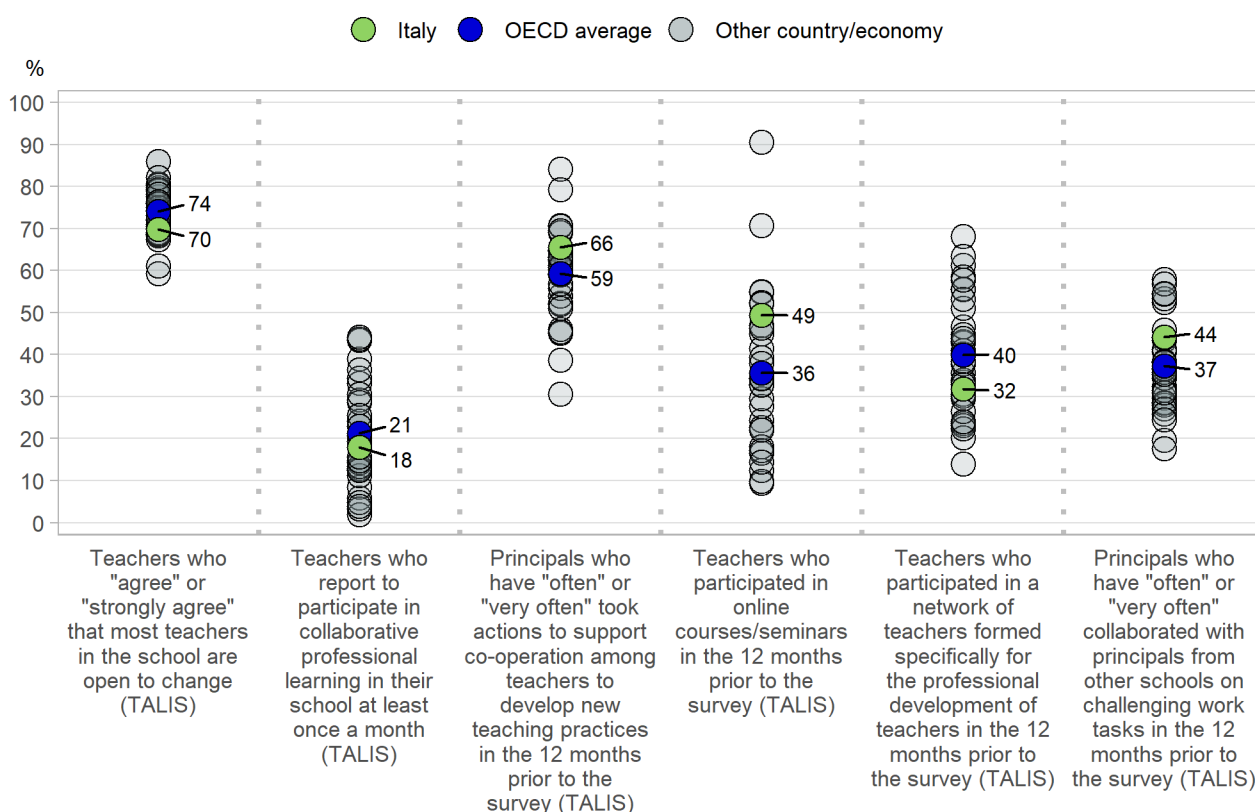 Italy OECD average Other country/economy
%
100
90
80
70
60
50
40
30
20
10
0
74
70
21
18
66
59
49
36
40
32
44
37
Teachers who
"agree" or
"strongly agree"
that most teachers
in the school are
open to change
(TALIS)
Teachers who
report to
participate in
collaborative
professional
learning in their
school at least
once a month
(TALIS)
Principals who
have "often" or
"very often" took
actions to support
co-operation among
teachers to
develop new
teaching practices
in the 12 months
prior to the
survey (TALIS)
Teachers who
participated in
online
courses/seminars
in the 12 months
prior to the
survey (TALIS)
Teachers who
participated in a
network of
teachers formed
specifically for
the professional
development of
teachers in the 12
months prior to
the survey (TALIS)
Principals who
have "often" or
"very often"
collaborated with
principals from
other schools on
challenging work
tasks in the 12
months prior to
the survey (TALIS)